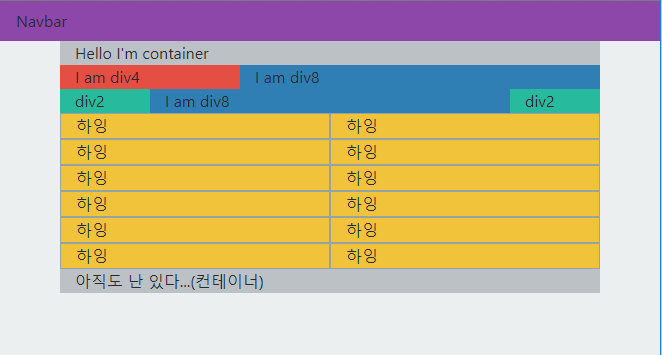 Navbar
Hello I'm container
I am div4 I am div8
div2 I am div8 div2
하잉 하잉
하잉 하잉
하잉 하잉
하잉 하잉
하잉 하잉
하잉 하잉
아직도 난 있다...(컨테이너)